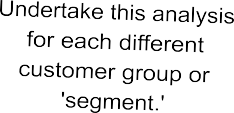 Undertake this analysis
for each different
customer group or
'segment.'